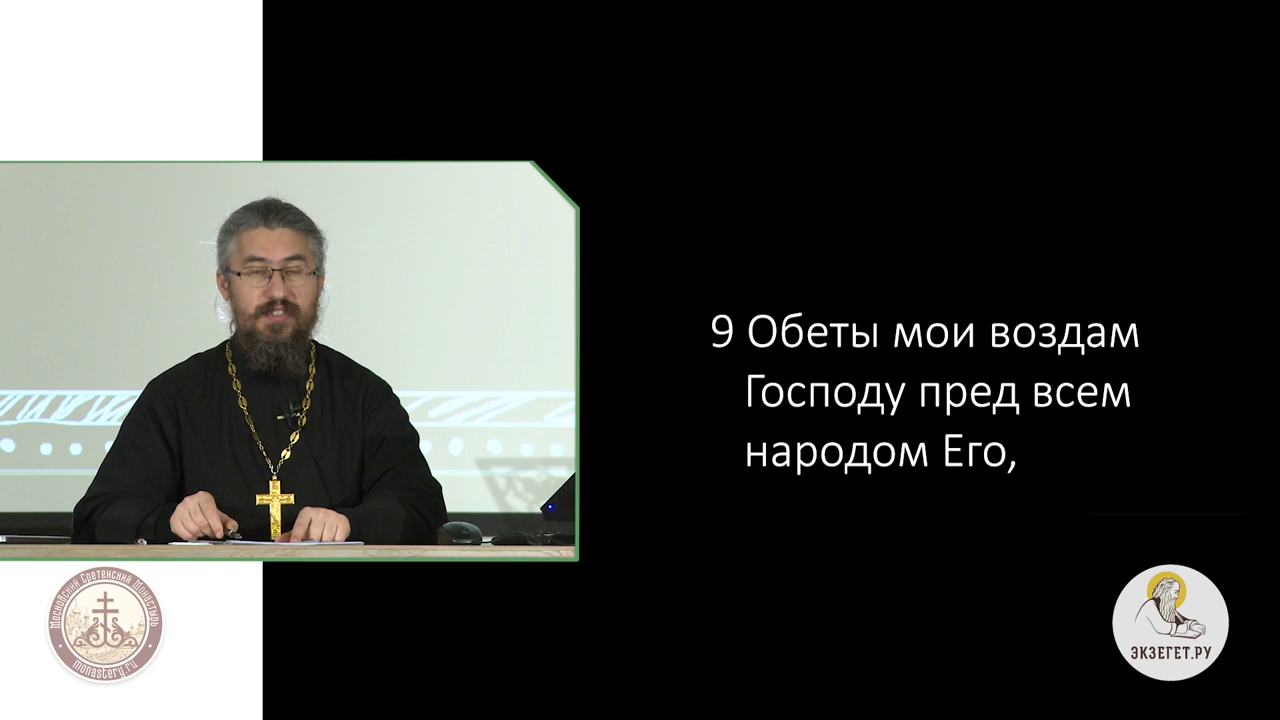 9 Обеты мои воздам
Господу пред всем
народом Его,
Московский Сретенский Монастырь
monastery.ru
ЭКЗЕГЕТ.РУ